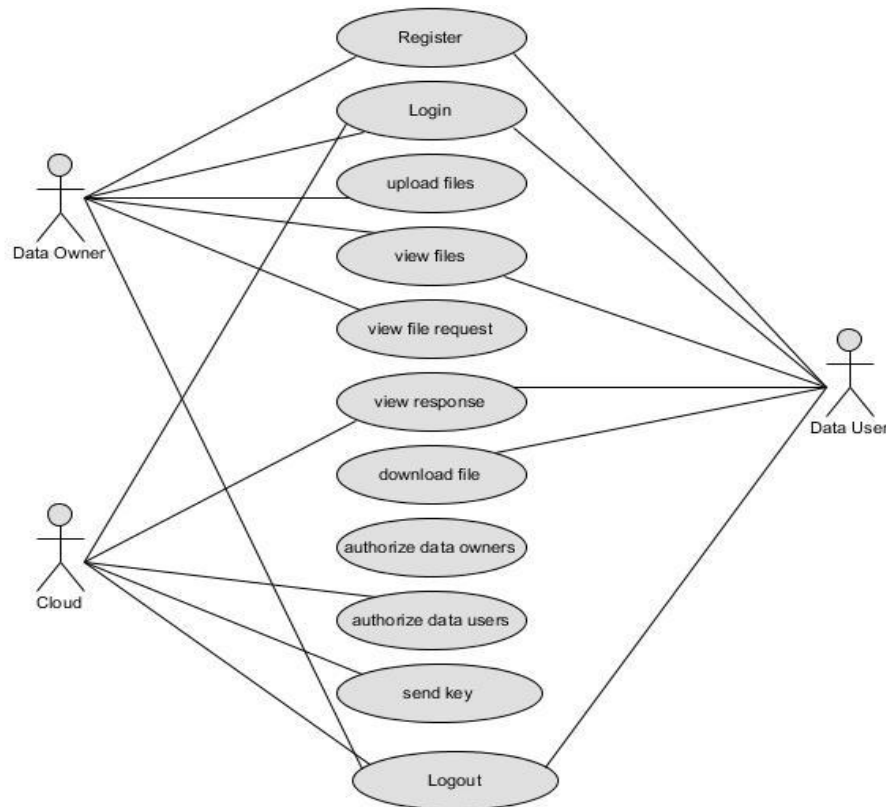 Register
Login
upload files
Data Owner
view files
view file request
view response
Data User
download file
authorize data owners
Cloud
authorize data users
send key
Logout